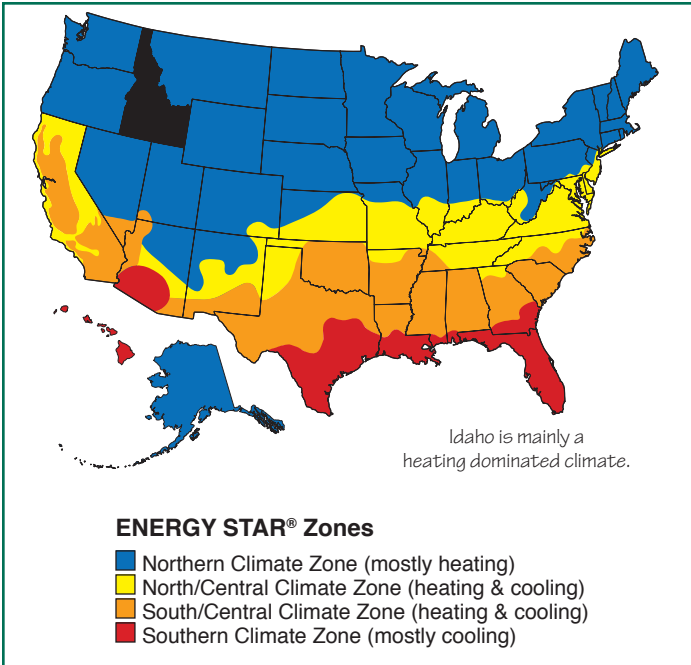 Idaho is mainly a
heating dominated climate.
ENERGY STAR® Zones
Northern Climate Zone (mostly heating)
North/Central Climate Zone (heating & cooling)
South/Central Climate Zone (heating & cooling)
Southern Climate Zone (mostly cooling)